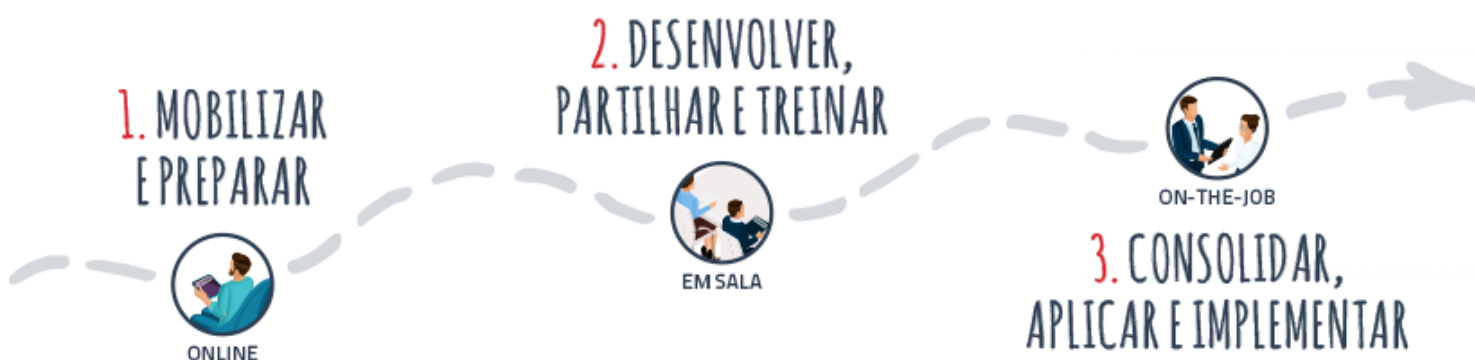 1. MOBILIZAR
E PREPARAR
ONLINE
2. DESENVOLVER,
PARTILHAR E TREINAR
EM SALA
ON-THE-JOB
3. CONSOLIDAR,
APLICAR E IMPLEMENTAR